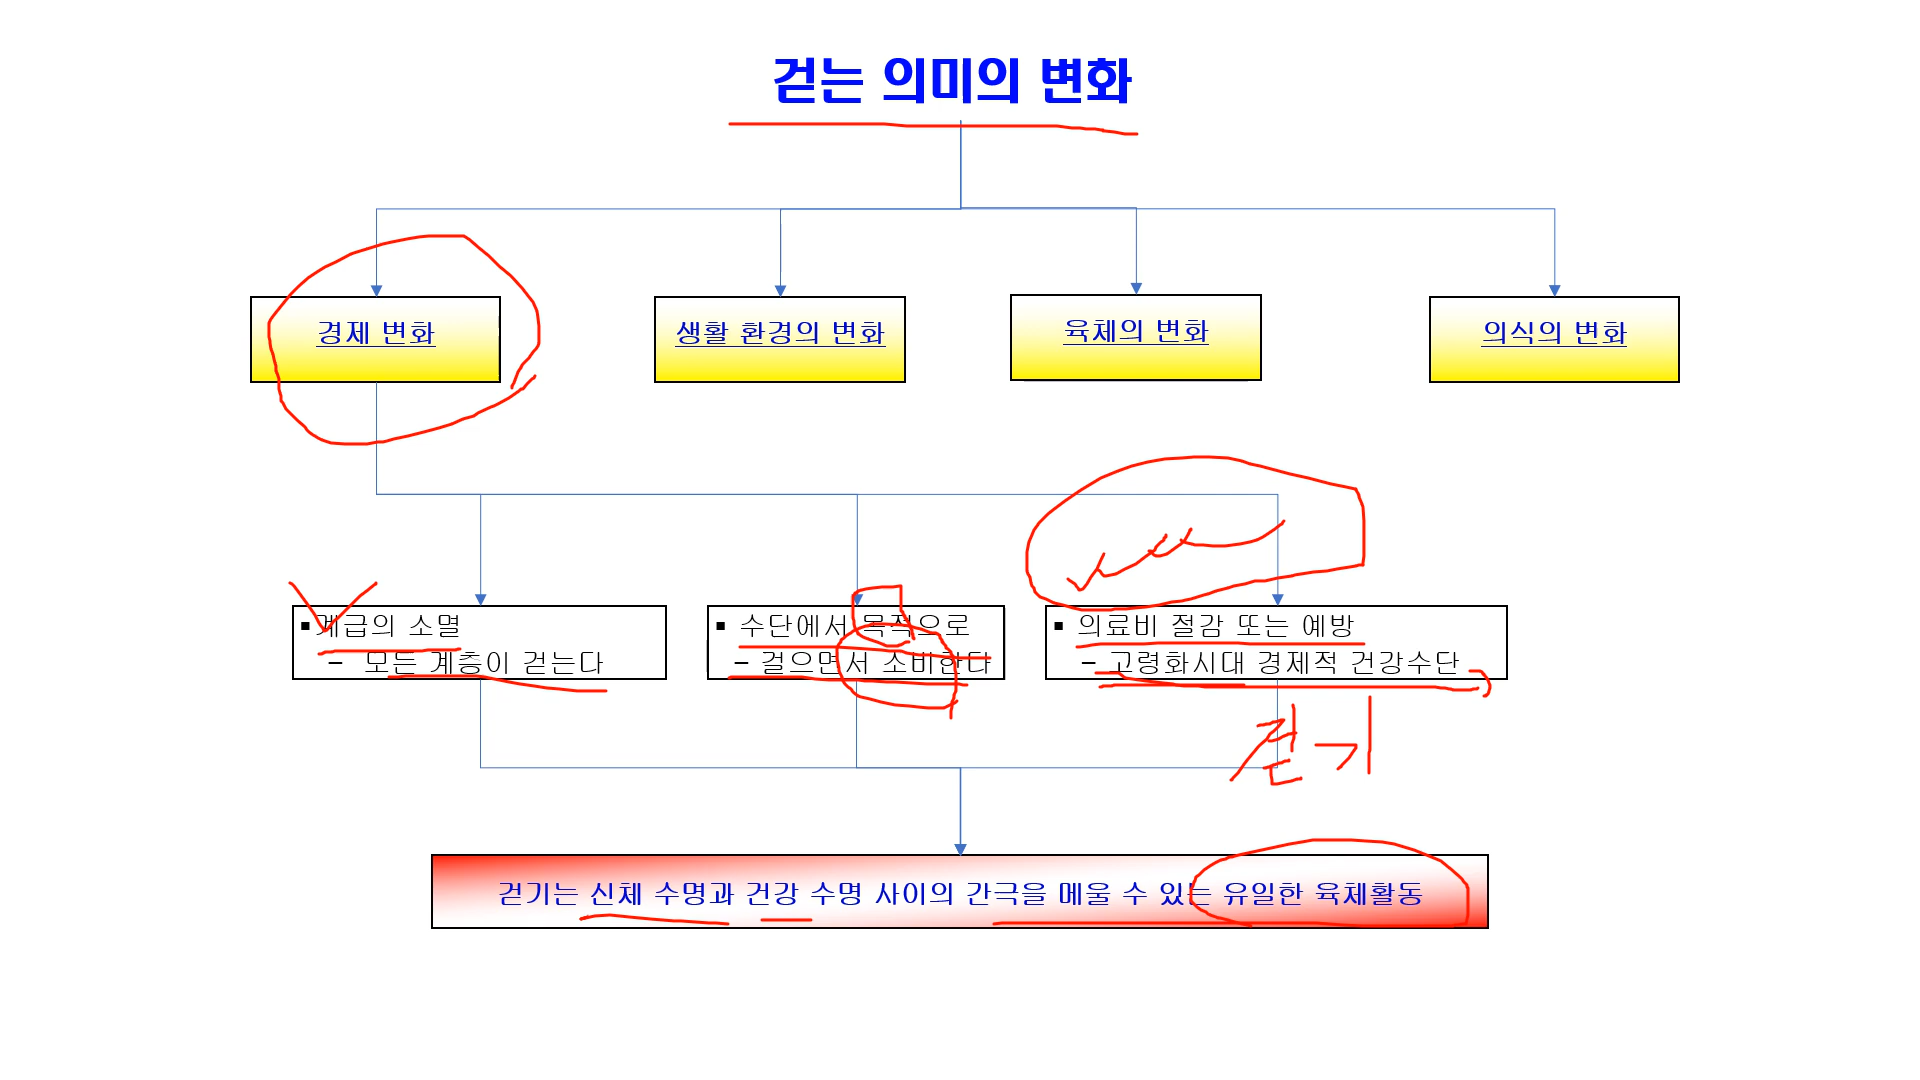 걷는 의미의 변화
경제 변화
생활 환경의 변화
육체의 변화
의식의 변화
▪계급의 소멸
– 모든 계층이 걷는다
▪ 수단에서 목적으로
– 걸으면서 소비한다
▪ 의료비 절감 또는 예방
– 고령화시대 경제적 건강수단
걷기
걷기는 신체 수명과 건강 수명 사이의 간극을 메울 수 있는 유일한 육체활동